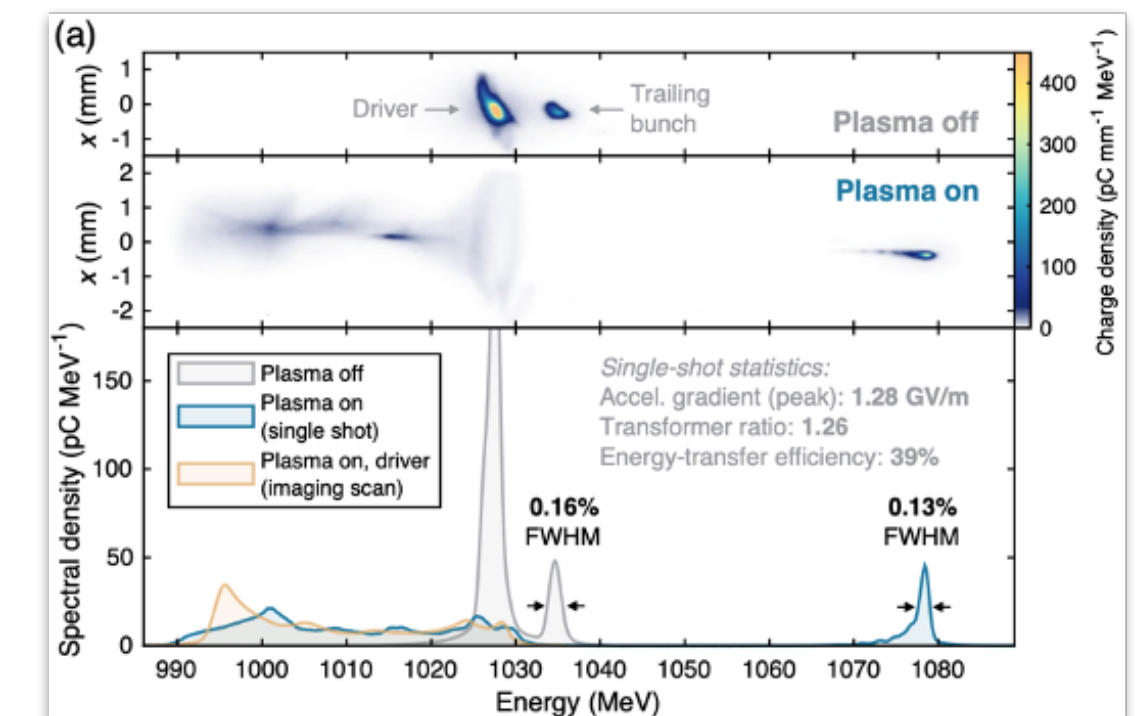 (a)
1
0
-1
x (mm)
Driver
Trailing
bunch
Plasma off
2
1
0
-1
-2
x (mm)
Plasma on
400
300
200
100
0
Charge density (pC mm⁻¹ MeV⁻¹)
150
100
50
0
Spectral density (pC MeV⁻¹)
Plasma off
Plasma on
(single shot)
Plasma on, driver
(imaging scan)
Single-shot statistics:
Accel. gradient (peak): 1.28 GV/m
Transformer ratio: 1.26
Energy-transfer efficiency: 39%
0.16%
FWHM
0.13%
FWHM
990 1000 1010 1020 1030 1040 1050 1060 1070 1080
Energy (MeV)